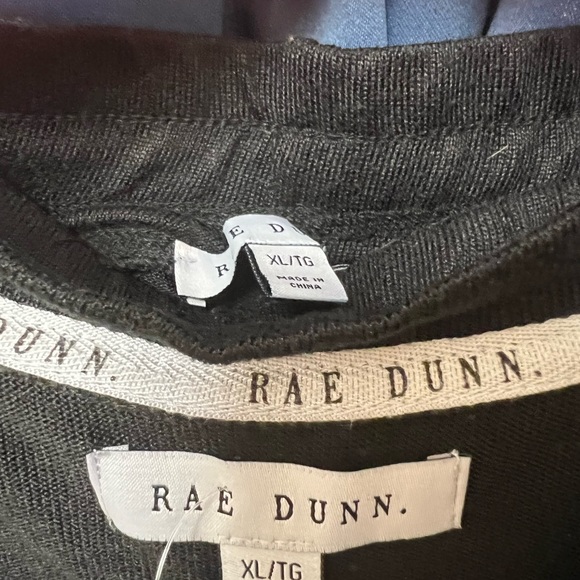 E D
R
XL/TG
MADE IN
CHINA
DUNN.
RAE DUNN.
RAE DUNN.
XL/TG